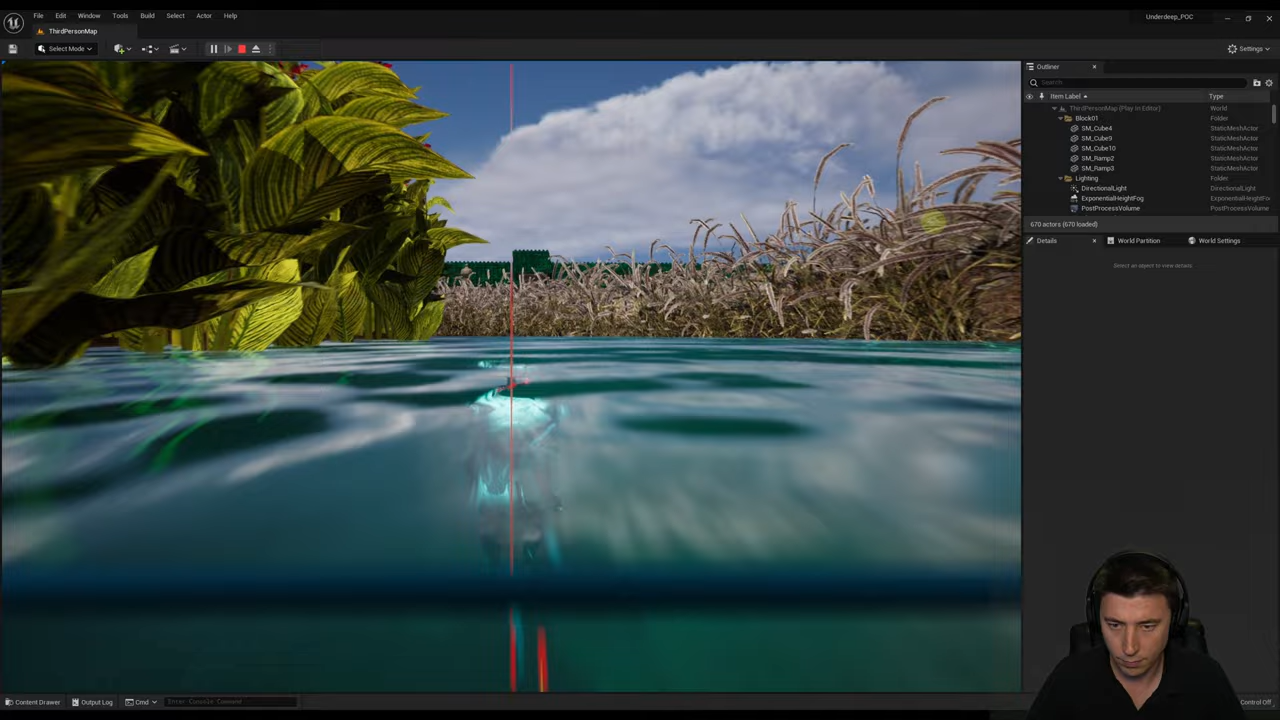 File Edit Window Tools Build Select Actor Help
Underdeep_POC
ThirdPersonMap
Select Mode
Settings
Outliner
Search...
Item Label Type
ThirdPersonMap (Play In Editor) World
Block01 Folder
SM_Cube4 StaticMeshActor
SM_Cube9 StaticMeshActor
SM_Cube10 StaticMeshActor
SM_Ramp2 StaticMeshActor
SM_Ramp3 StaticMeshActor
Lighting Folder
DirectionalLight DirectionalLight
ExponentialHeightFog ExponentialHeightFo
PostProcessVolume PostProcessVolume
670 actors (670 loaded)
Details World Partition World Settings
Select an object to view details.
Content Drawer Output Log Cmd Enter Console Command
Control Off